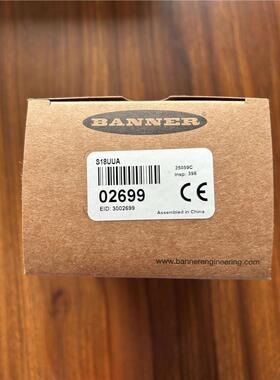 BANNER
S18UUA
25059C
Insp: 398
02699
CE
EID: 3002699
Assembled in China
www.bannerengineering.com